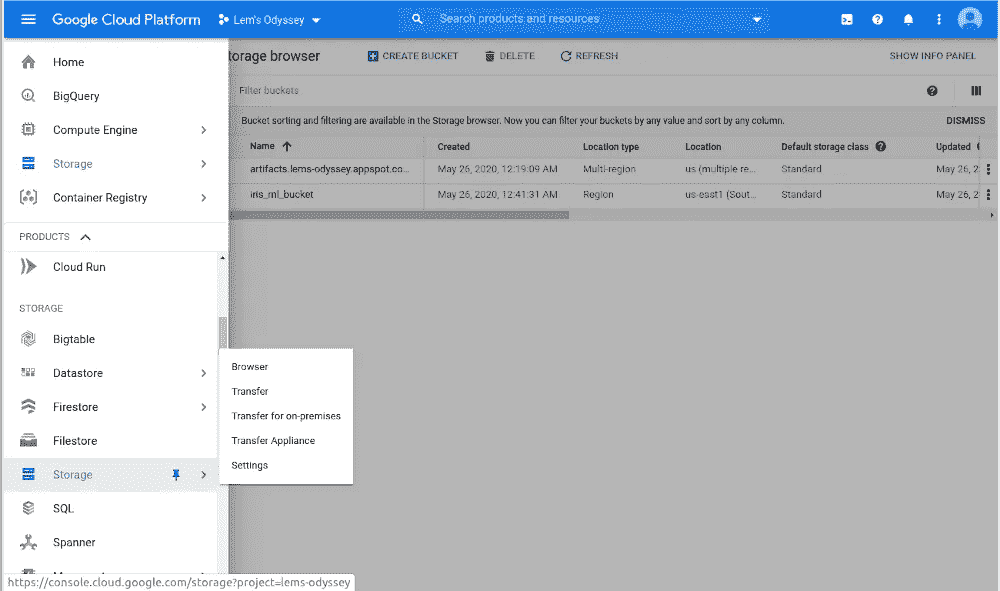 Google Cloud Platform Lem's Odyssey Search products and resources
torage browser CREATE BUCKET DELETE REFRESH SHOW INFO PANEL
Filter buckets
Bucket sorting and filtering are available in the Storage browser. Now you can filter your buckets by any value and sort by any column. DISMISS
Name Created Location type Location Default storage class Updated
artifacts.lems-odyssey.appspot.co... May 26, 2020, 12:19:09 AM Multi-region us (multiple re... Standard May 26, 2
iris_ml_bucket May 26, 2020, 12:41:31 AM Region us-east1 (Sout... Standard May 26, 2
Home
BigQuery
Compute Engine
Storage
Container Registry
PRODUCTS
Cloud Run
STORAGE
Bigtable
Datastore
Firestore
Filestore
Storage
SQL
Spanner
Browser
Transfer
Transfer for on-premises
Transfer Appliance
Settings
https://console.cloud.google.com/storage?project=lems-odyssey